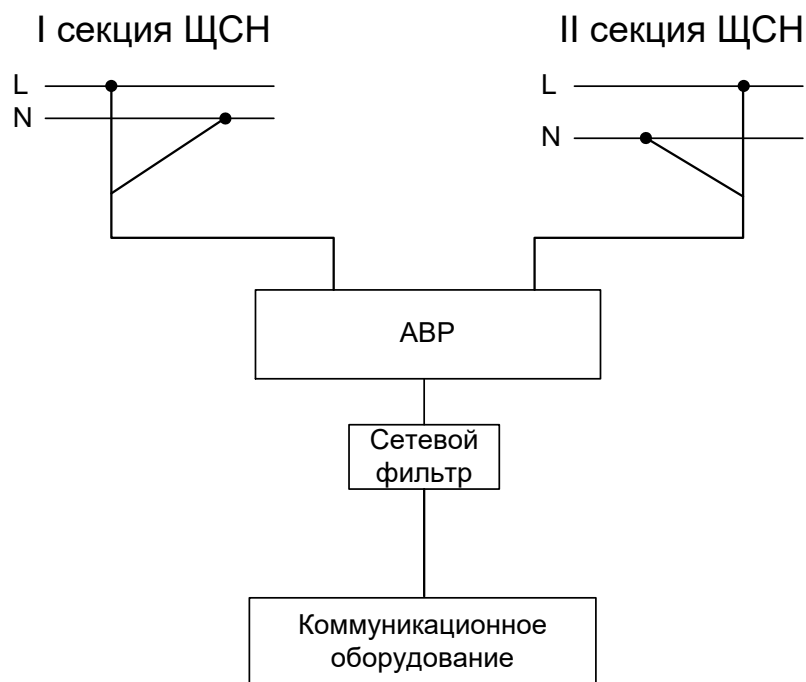 I секция ЩСН
II секция ЩСН
L
N
L
N
АВР
Сетевой
фильтр
Коммуникационное
оборудование